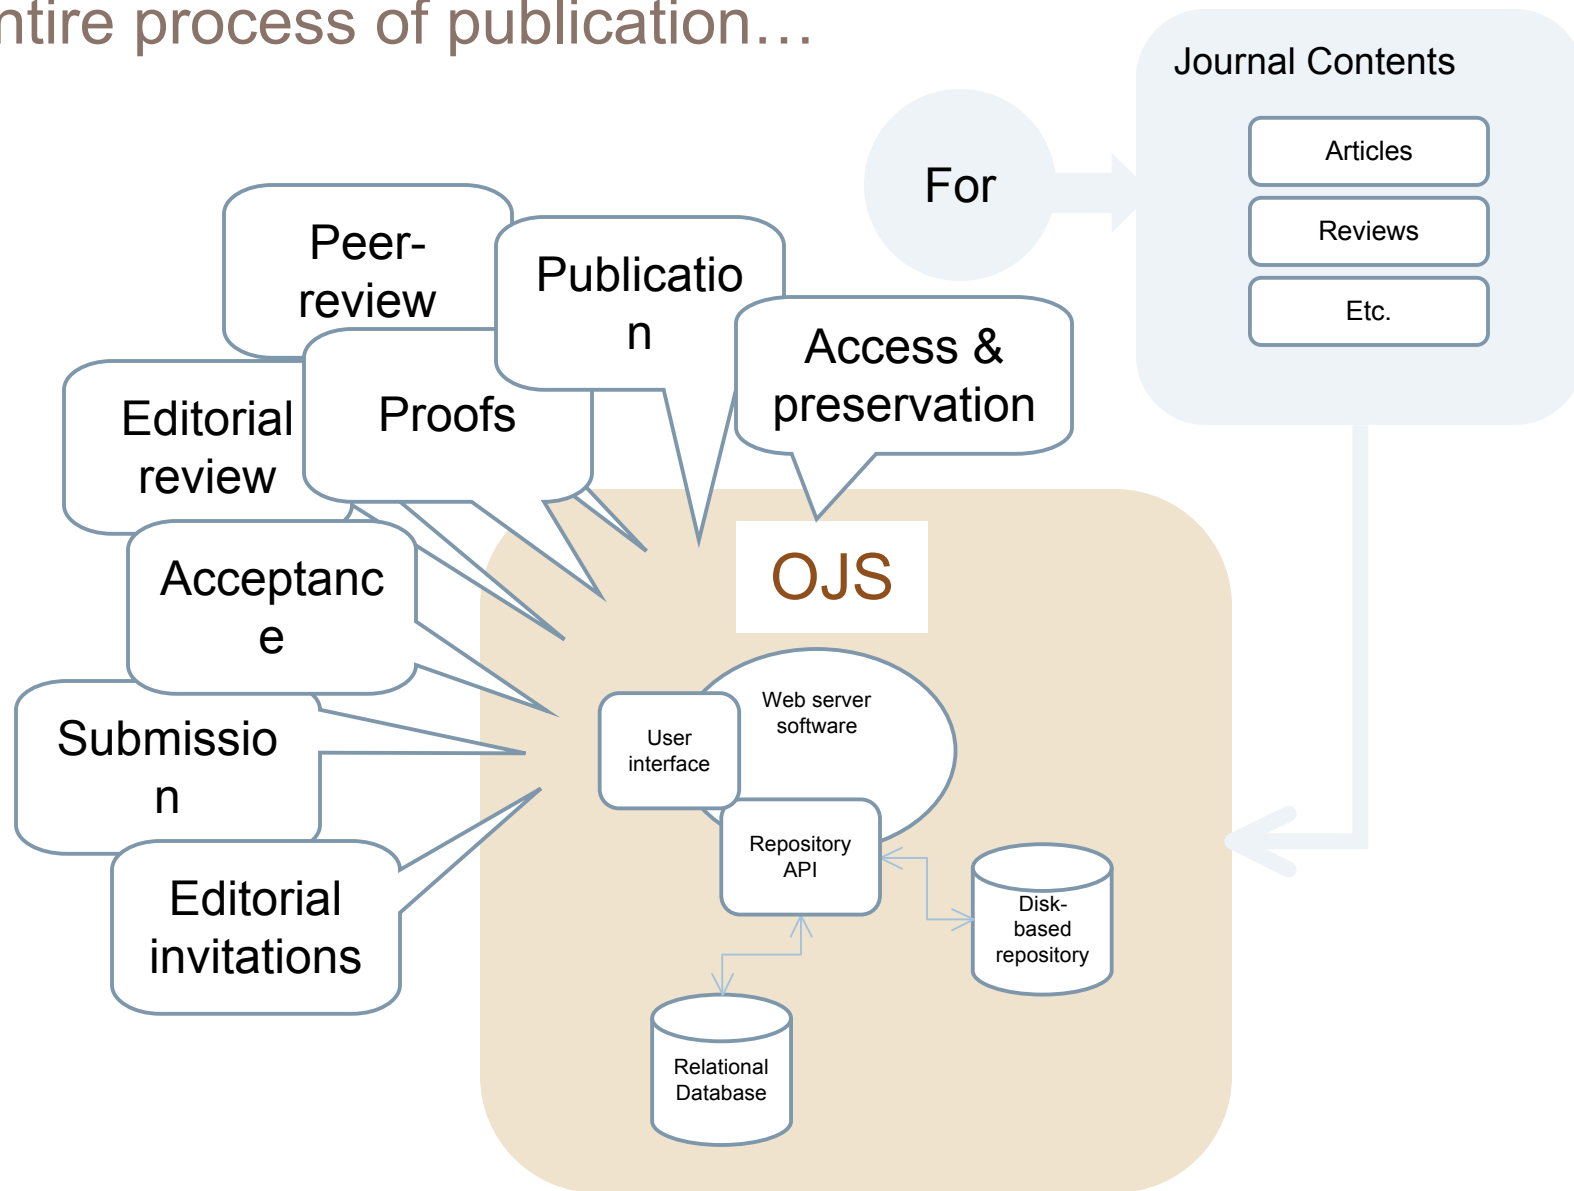 ntire process of publication…
Journal Contents
Articles
Reviews
Etc.
For
Peer-
review
Publicatio
n
Access &
preservation
Editorial
review
Proofs
Acceptanc
e
Submissio
n
Editorial
invitations
OJS
Web server
software
User
interface
Repository
API
Disk-
based
repository
Relational
Database